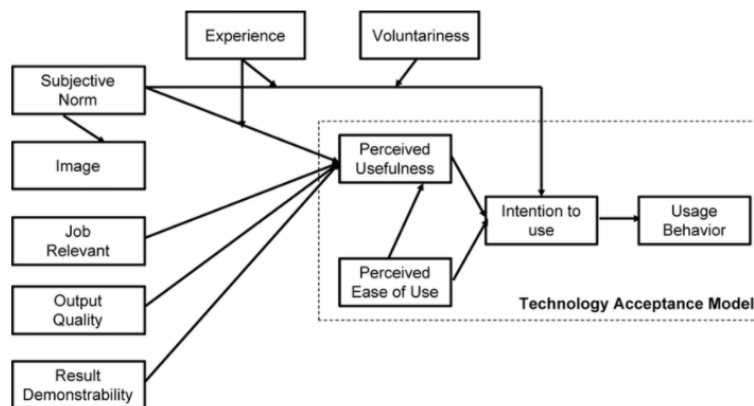 Experience
Voluntariness
Subjective
Norm
Image
Perceived
Usefulness
Job
Relevant
Intention to
use
Usage
Behavior
Perceived
Ease of Use
Output
Quality
Technology Acceptance Model
Result
Demonstrability